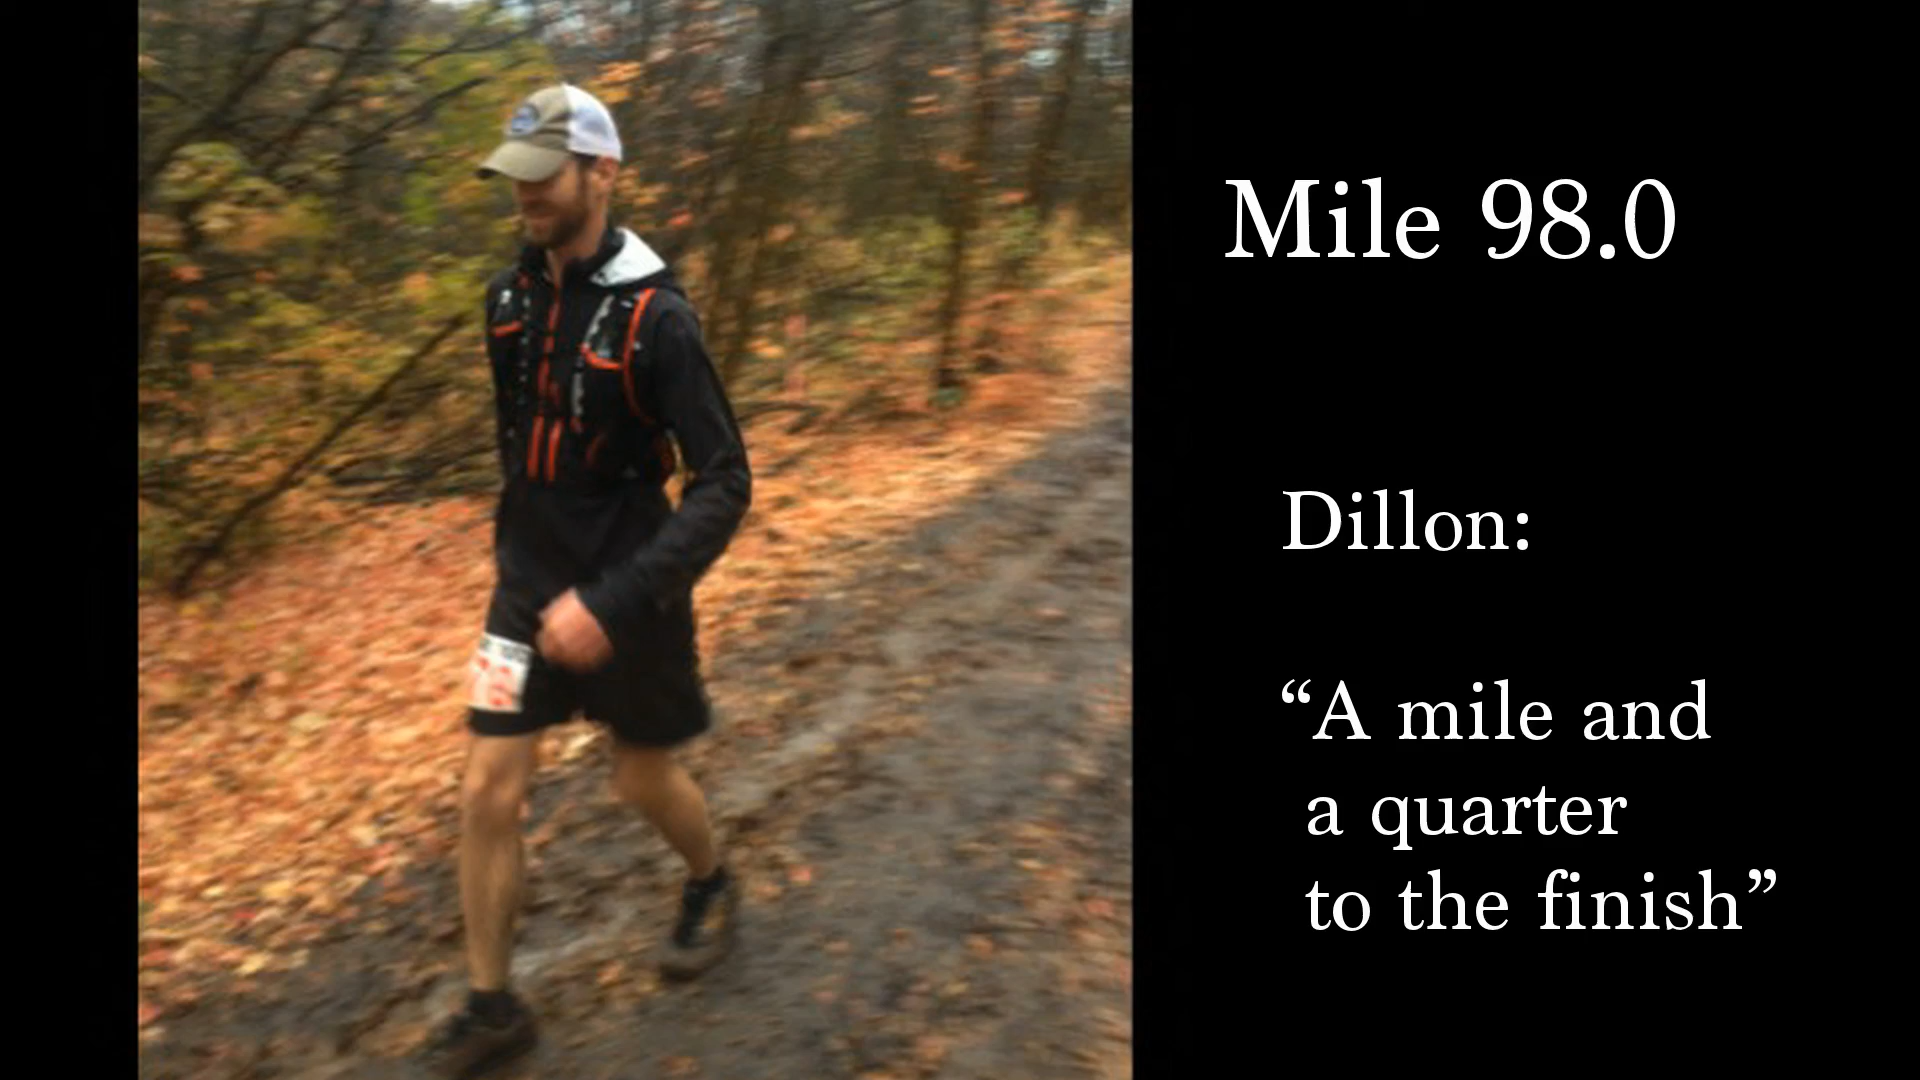 Mile 98.0
Dillon:
“A mile and
a quarter
to the finish”